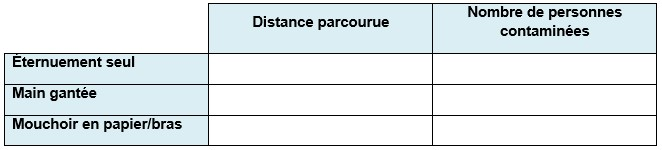 Distance parcourue
Nombre de personnes
contaminées
Éternuement seul
Main gantée
Mouchoir en papier/bras